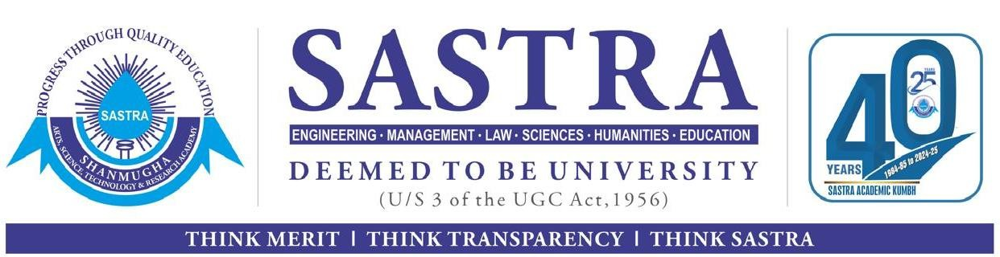 PROGRESS THROUGH QUALITY EDUCATION
SASTRA
SHANMUGHA
ARTS, SCIENCE, TECHNOLOGY & RESEARCH ACADEMY
SASTRA
ENGINEERING · MANAGEMENT · LAW · SCIENCES · HUMANITIES · EDUCATION
DEEMED TO BE UNIVERSITY
(U/S 3 of the UGC Act,1956)
40
YEARS
25
YEARS
1984-85 to 2024-25
SASTRA ACADEMIC KUMBH
THINK MERIT | THINK TRANSPARENCY | THINK SASTRA